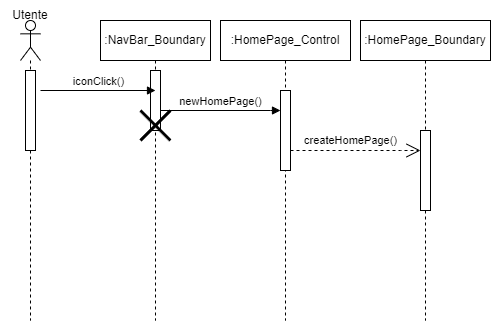 Utente
:NavBar_Boundary
:HomePage_Control
:HomePage_Boundary
iconClick()
newHomePage()
createHomePage()